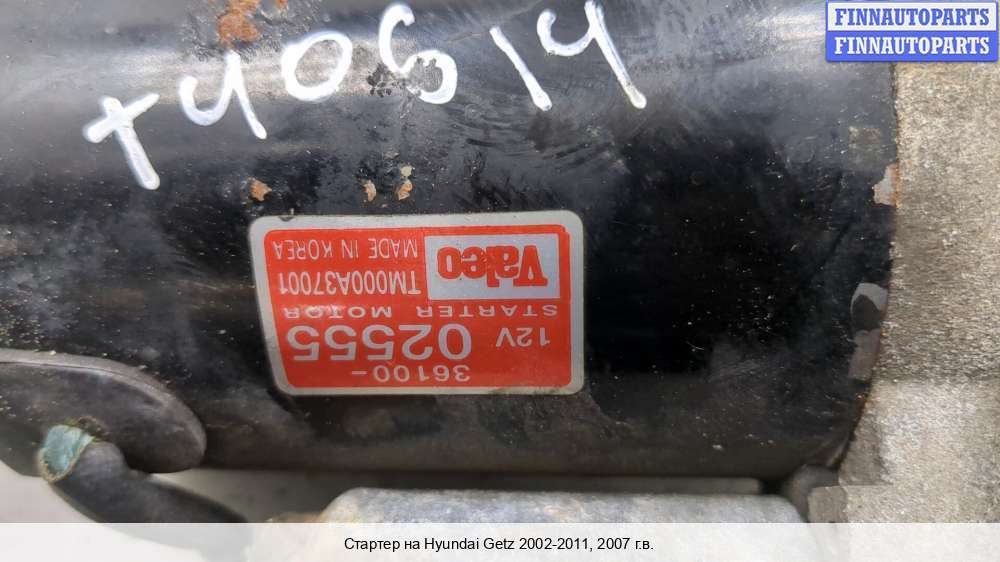 FINNAUTOPARTS
FINNAUTOPARTS
т40614
36100-
12V 02555
STARTER MOTOR
Valeo TM000A37001
MADE IN KOREA
Стартер на Hyundai Getz 2002-2011, 2007 г.в.